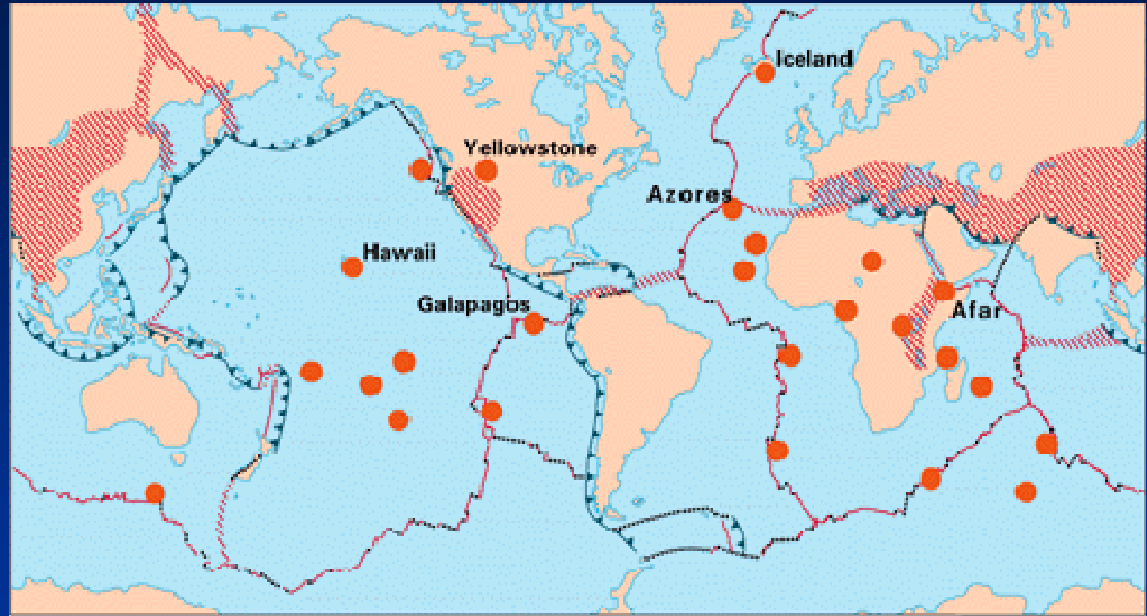 Iceland
Yellowstone
Azores
Hawaii
Galapagos
Afar